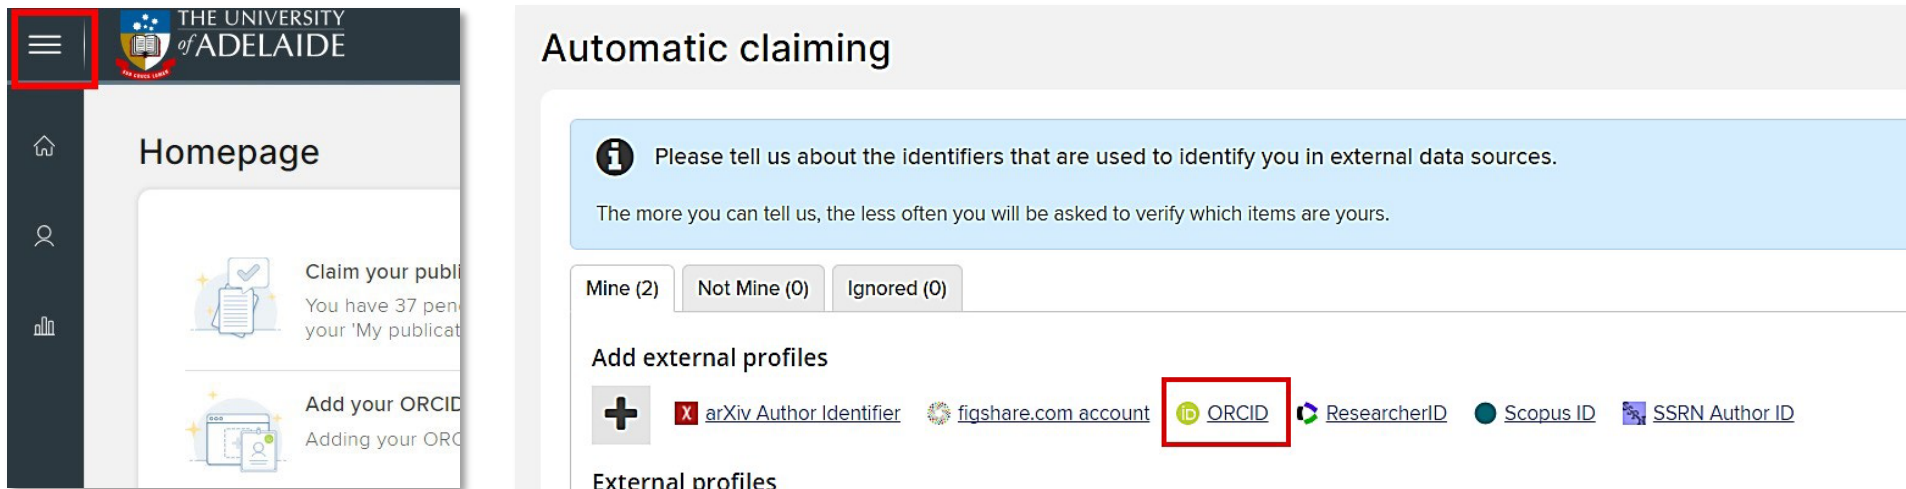 THE UNIVERSITY
of ADELAIDE
Homepage
Claim your publi
You have 37 pen
your 'My publicat
Add your ORCID
Adding your ORC
Automatic claiming
Please tell us about the identifiers that are used to identify you in external data sources.
The more you can tell us, the less often you will be asked to verify which items are yours.
Mine (2) Not Mine (0) Ignored (0)
Add external profiles
arXiv Author Identifier figshare.com account iD ORCID ResearcherID Scopus ID SSRN Author ID
External profiles